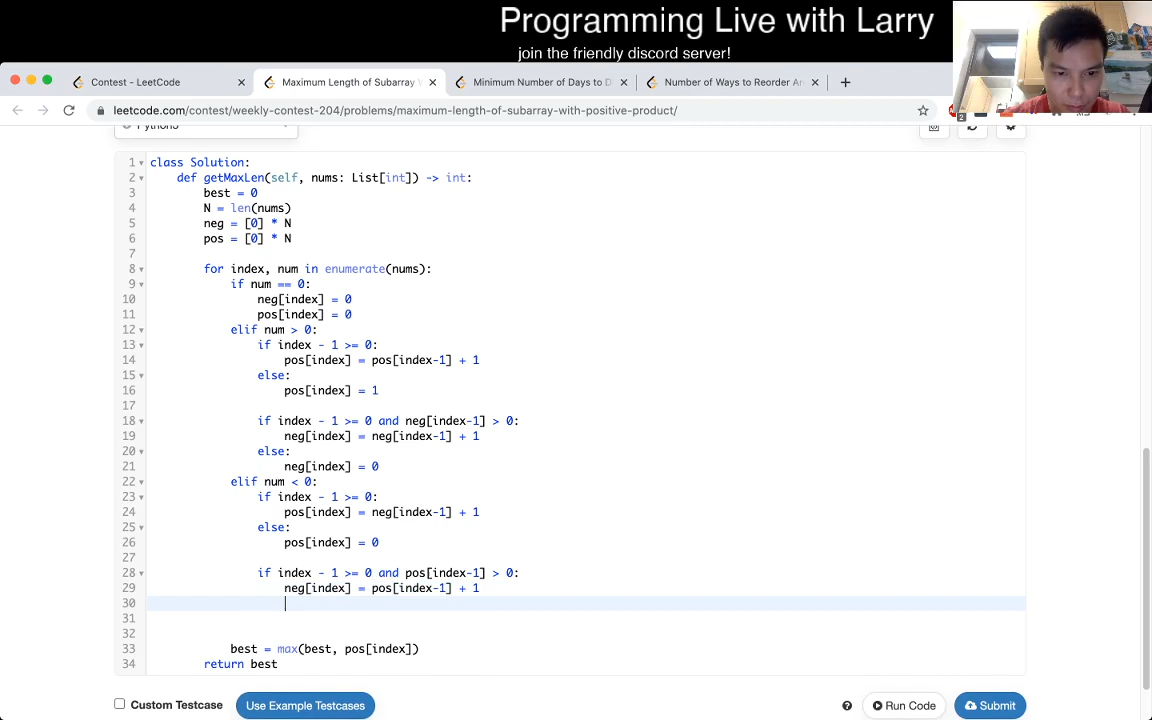 Programming Live with Larry
join the friendly discord server!
Contest - LeetCode
Maximum Length of Subarray
Minimum Number of Days to D
Number of Ways to Reorder Ar
leetcode.com/contest/weekly-contest-204/problems/maximum-length-of-subarray-with-positive-product/
2
Python3
1 class Solution:
2 def getMaxLen(self, nums: List[int]) -> int:
3 best = 0
4 N = len(nums)
5 neg = [0] * N
6 pos = [0] * N
7
8 for index, num in enumerate(nums):
9 if num == 0:
10 neg[index] = 0
11 pos[index] = 0
12 elif num > 0:
13 if index - 1 >= 0:
14 pos[index] = pos[index-1] + 1
15 else:
16 pos[index] = 1
17
18 if index - 1 >= 0 and neg[index-1] > 0:
19 neg[index] = neg[index-1] + 1
20 else:
21 neg[index] = 0
22 elif num < 0:
23 if index - 1 >= 0:
24 pos[index] = neg[index-1] + 1
25 else:
26 pos[index] = 0
27
28 if index - 1 >= 0 and pos[index-1] > 0:
29 neg[index] = pos[index-1] + 1
30
31
32
33 best = max(best, pos[index])
34 return best
Custom Testcase
Use Example Testcases
Run Code
Submit